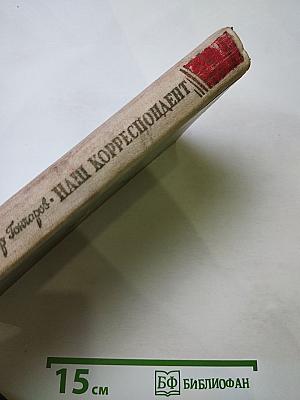 р Гончаров · НАШ КОРРЕСПОНДЕНТ
15 см
БФ БИБЛИОФАН